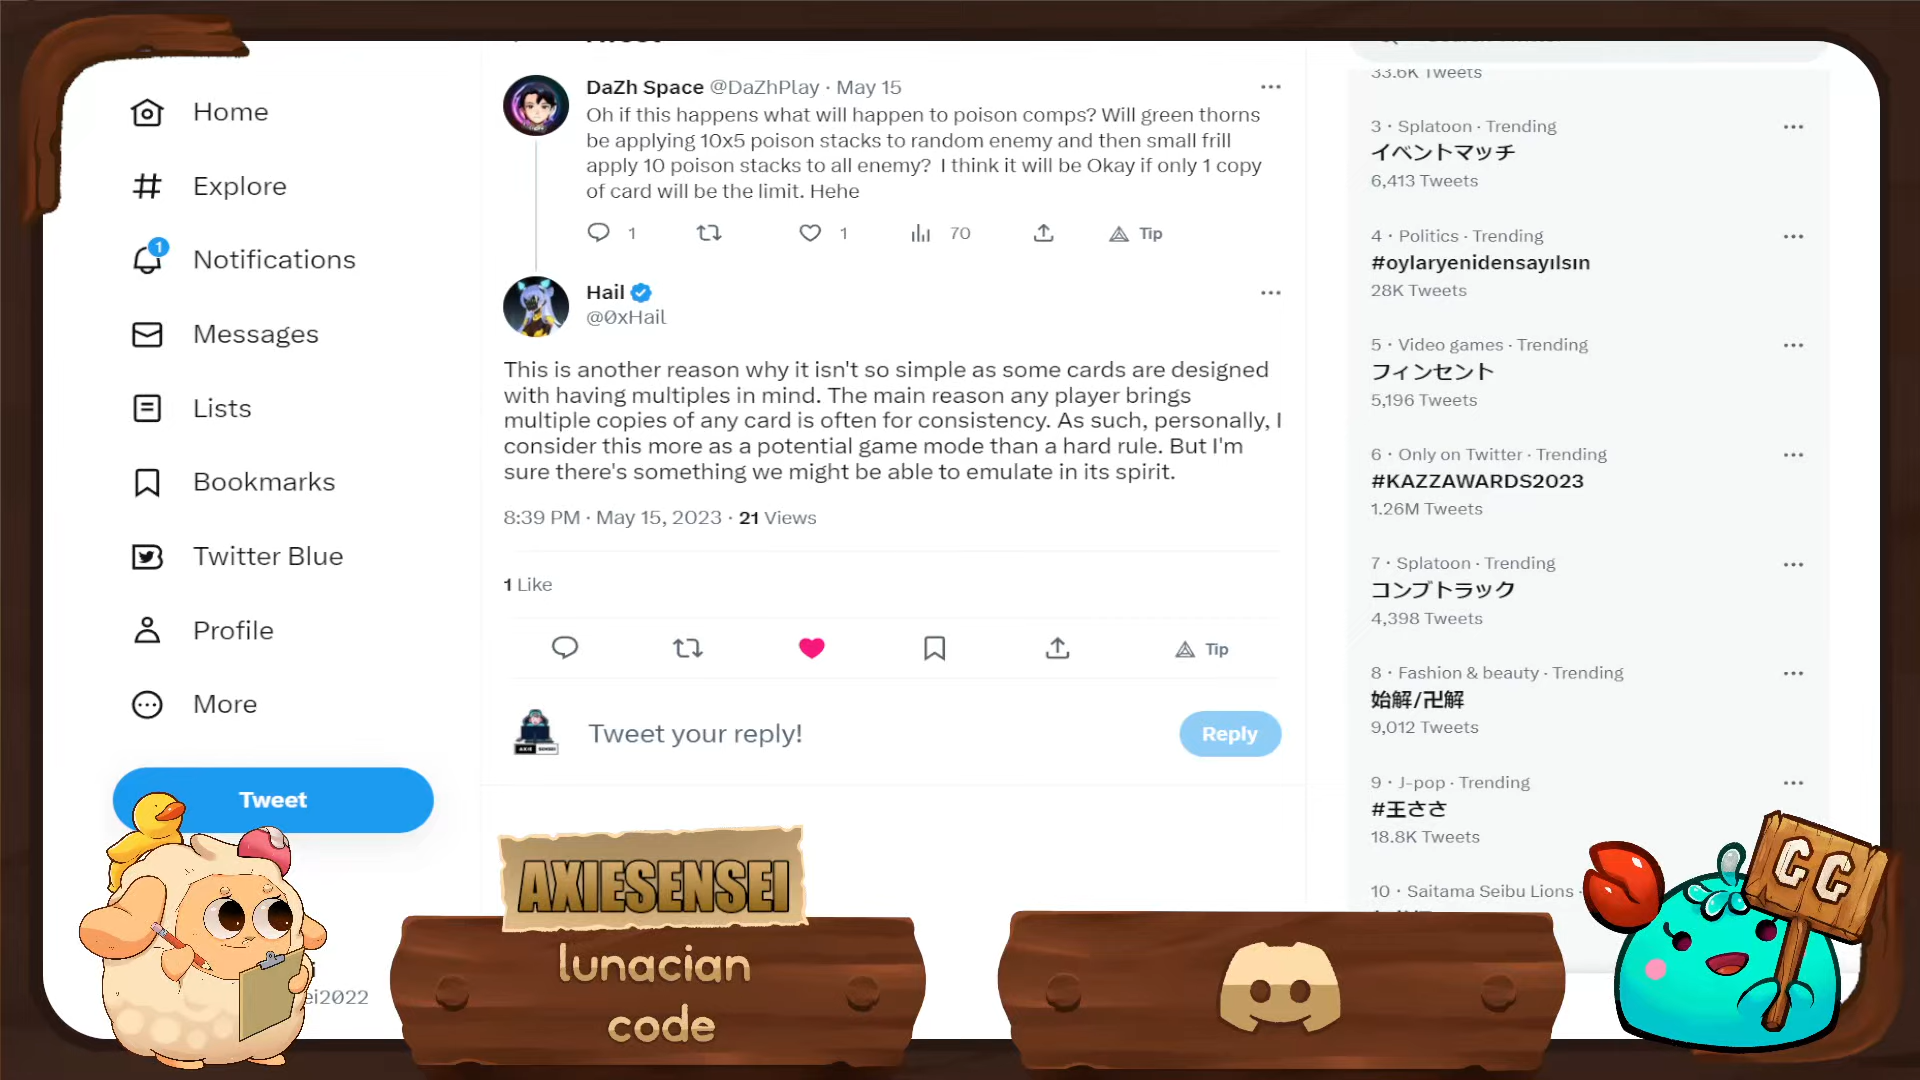 Home
Explore
1
Notifications
Messages
Lists
Bookmarks
Twitter Blue
Profile
More
Tweet
DaZh Space @DaZhPlay · May 15
Oh if this happens what will happen to poison comps? Will green thorns
be applying 10x5 poison stacks to random enemy and then small frill
apply 10 poison stacks to all enemy? I think it will be Okay if only 1 copy
of card will be the limit. Hehe
1 1 70 Tip
Hail
@0xHail
This is another reason why it isn't so simple as some cards are designed
with having multiples in mind. The main reason any player brings
multiple copies of any card is often for consistency. As such, personally, I
consider this more as a potential game mode than a hard rule. But I'm
sure there's something we might be able to emulate in its spirit.
8:39 PM · May 15, 2023 · 21 Views
1 Like
Tip
AXIE SENSEI
Tweet your reply!
Reply
33.6K Tweets
3 · Splatoon · Trending
イベントマッチ
6,413 Tweets
4 · Politics · Trending
#oylaryenidensayılsın
28K Tweets
5 · Video games · Trending
フィンセント
5,196 Tweets
6 · Only on Twitter · Trending
#KAZZAWARDS2023
1.26M Tweets
7 · Splatoon · Trending
コンブトラック
4,398 Tweets
8 · Fashion & beauty · Trending
始解/卍解
9,012 Tweets
9 · J-pop · Trending
#王ささ
18.8K Tweets
10 · Saitama Seibu Lions ·
ei2022
AXIESENSEI
lunacian
code
CC